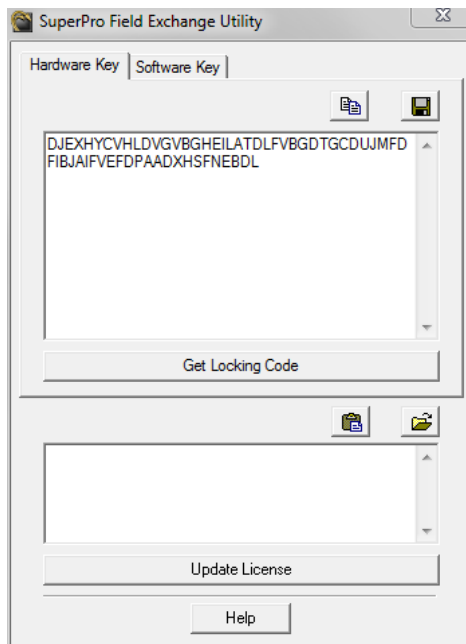 SuperPro Field Exchange Utility
Hardware Key
Software Key
DJEXHYCVHLDVGVBGHEILATDLFVBGDTGCDUJMFD
FIBJAIFVEFDPAADXHSFNEBDL
Get Locking Code
Update License
Help